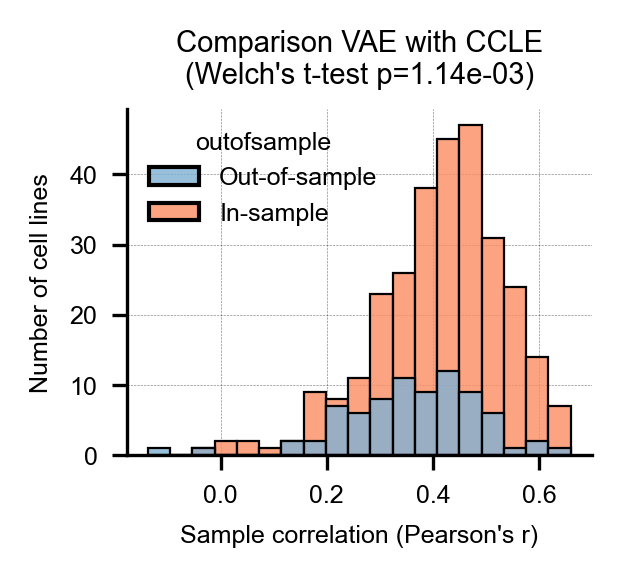 Comparison VAE with CCLE
(Welch's t-test p=1.14e-03)
outofsample
Out-of-sample
In-sample
Number of cell lines
40
30
20
10
0
0.0 0.2 0.4 0.6
Sample correlation (Pearson's r)